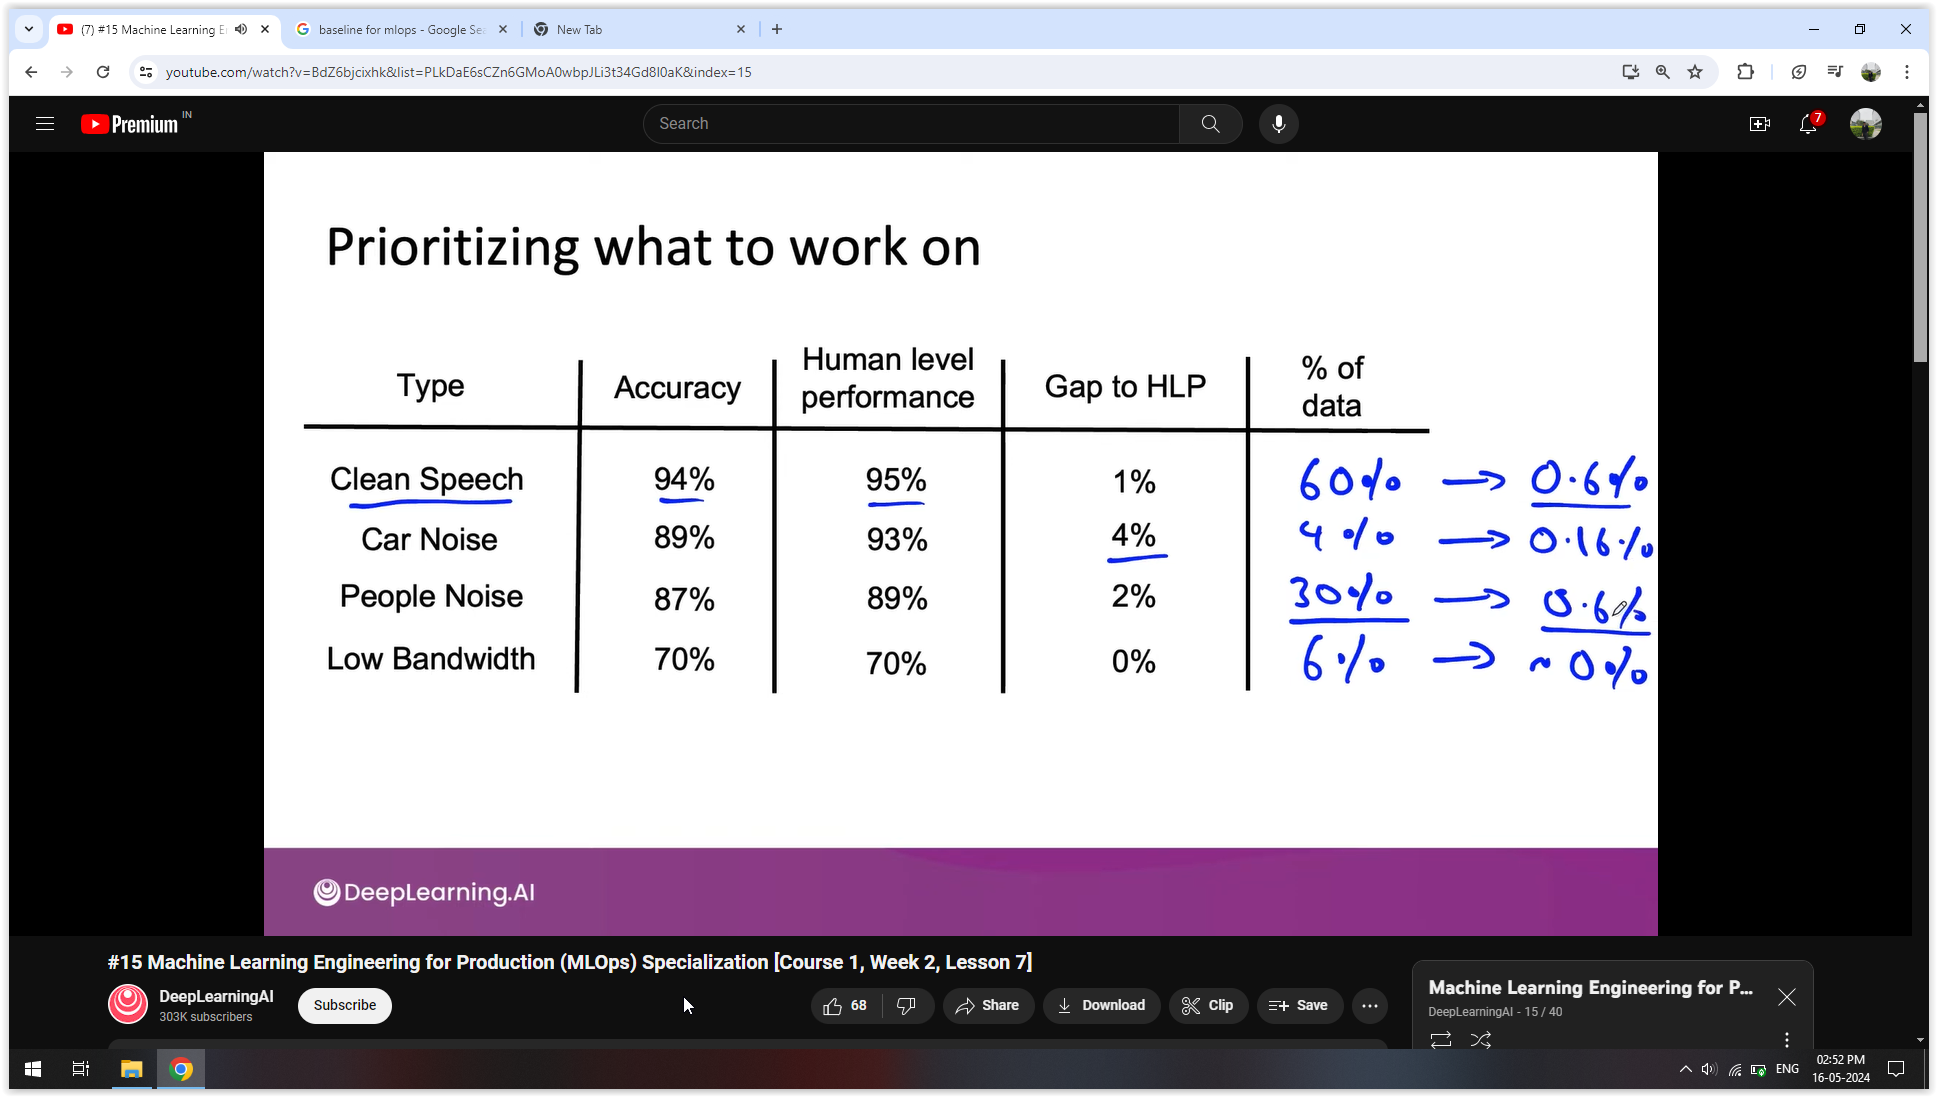 (7) #15 Machine Learning E
baseline for mlops - Google Se
New Tab
youtube.com/watch?v=BdZ6bjcixhk&list=PLkDaE6sCZn6GMoA0wbpJLi3t34Gd8I0aK&index=15
Premium IN
Search
7
Prioritizing what to work on
Type Accuracy Human level performance Gap to HLP % of data
Clean Speech 94% 95% 1% 60% → 0.6%
Car Noise 89% 93% 4% 4% → 0.16%
People Noise 87% 89% 2% 30% → 0.6%
Low Bandwidth 70% 70% 0% 6% → ~0%
DeepLearning.AI
#15 Machine Learning Engineering for Production (MLOps) Specialization [Course 1, Week 2, Lesson 7]
DeepLearningAI
303K subscribers
Subscribe
68
Share
Download
Clip
Save
Machine Learning Engineering for P...
DeepLearningAI - 15 / 40
ENG
02:52 PM
16-05-2024